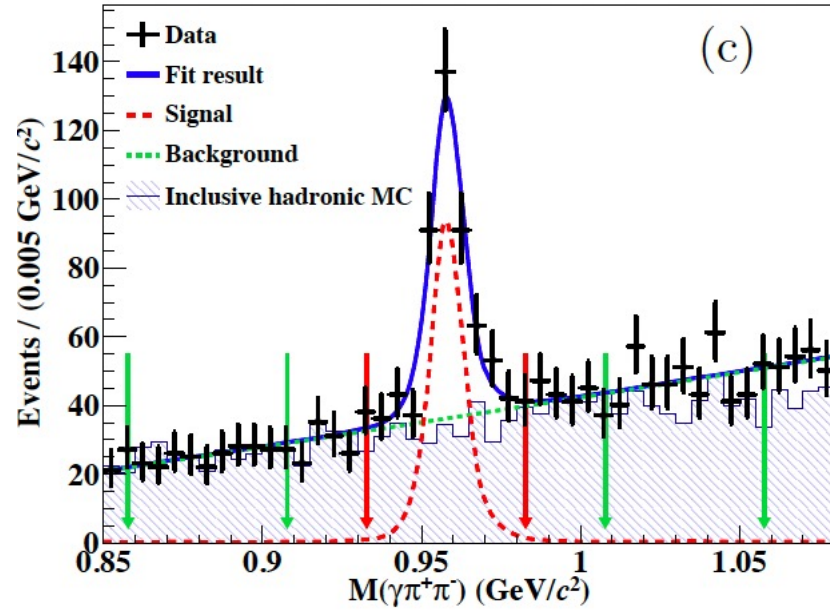 (c)
Data
Fit result
Signal
Background
Inclusive hadronic MC
Events / (0.005 GeV/c²)
140
120
100
80
60
40
20
0
0.85 0.9 0.95 1 1.05
M(γπ⁺π⁻) (GeV/c²)